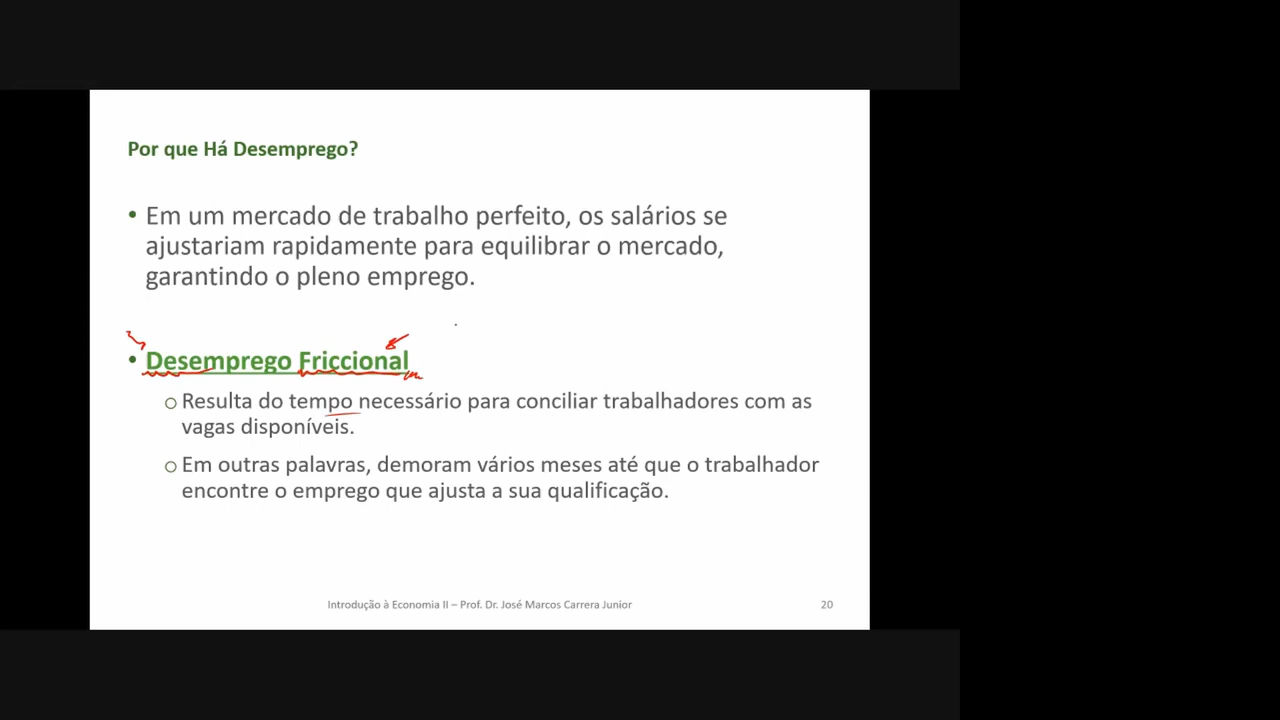 Por que Há Desemprego?
• Em um mercado de trabalho perfeito, os salários se
ajustariam rapidamente para equilibrar o mercado,
garantindo o pleno emprego.
• Desemprego Friccional
o Resulta do tempo necessário para conciliar trabalhadores com as
vagas disponíveis.
o Em outras palavras, demoram vários meses até que o trabalhador
encontre o emprego que ajusta a sua qualificação.
Introdução à Economia II – Prof. Dr. José Marcos Carrera Junior
20